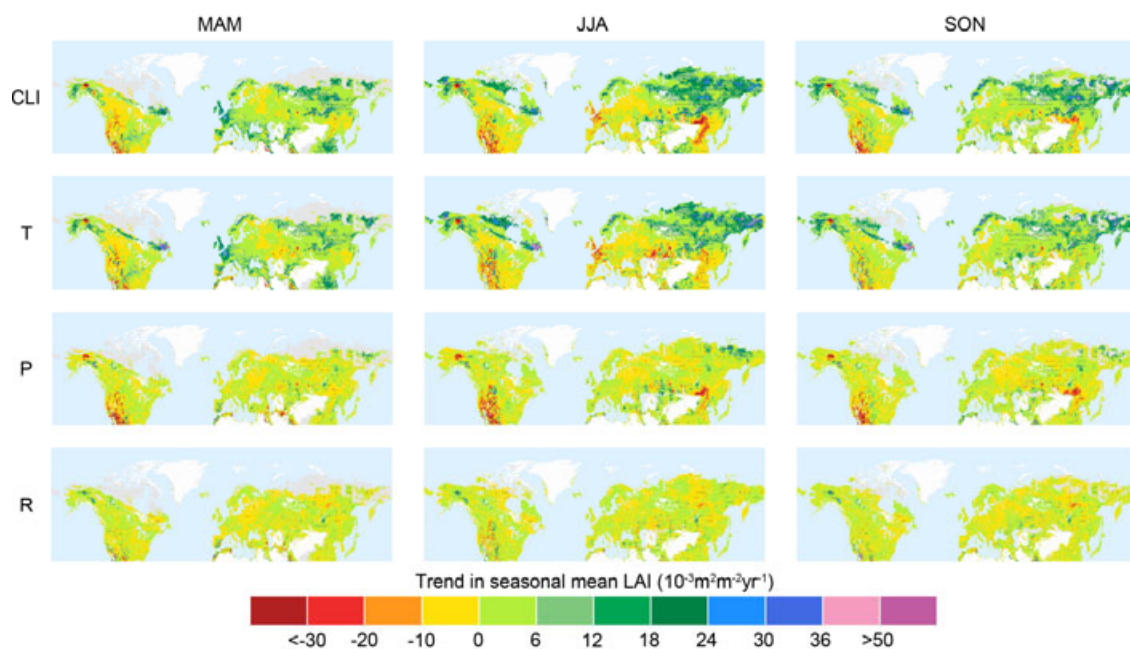 MAM JJA SON
CLI
T
P
R
Trend in seasonal mean LAI (10⁻³m²m⁻²yr⁻¹)
<-30 -20 -10 0 6 12 18 24 30 36 >50